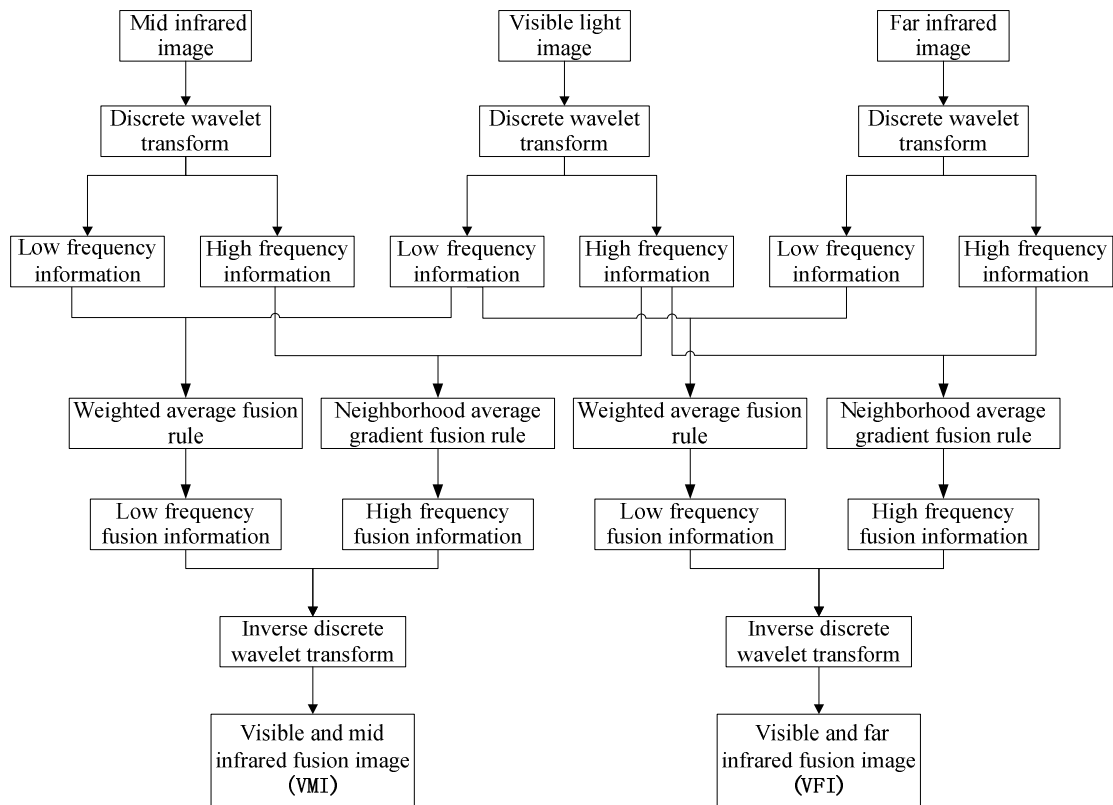 Mid infrared
image
Visible light
image
Far infrared
image
Discrete wavelet
transform
Discrete wavelet
transform
Discrete wavelet
transform
Low frequency
information
High frequency
information
Low frequency
information
High frequency
information
Low frequency
information
High frequency
information
Weighted average fusion
rule
Neighborhood average
gradient fusion rule
Weighted average fusion
rule
Neighborhood average
gradient fusion rule
Low frequency
fusion information
High frequency
fusion information
Low frequency
fusion information
High frequency
fusion information
Inverse discrete
wavelet transform
Inverse discrete
wavelet transform
Visible and mid
infrared fusion image
(VMI)
Visible and far
infrared fusion image
(VFI)